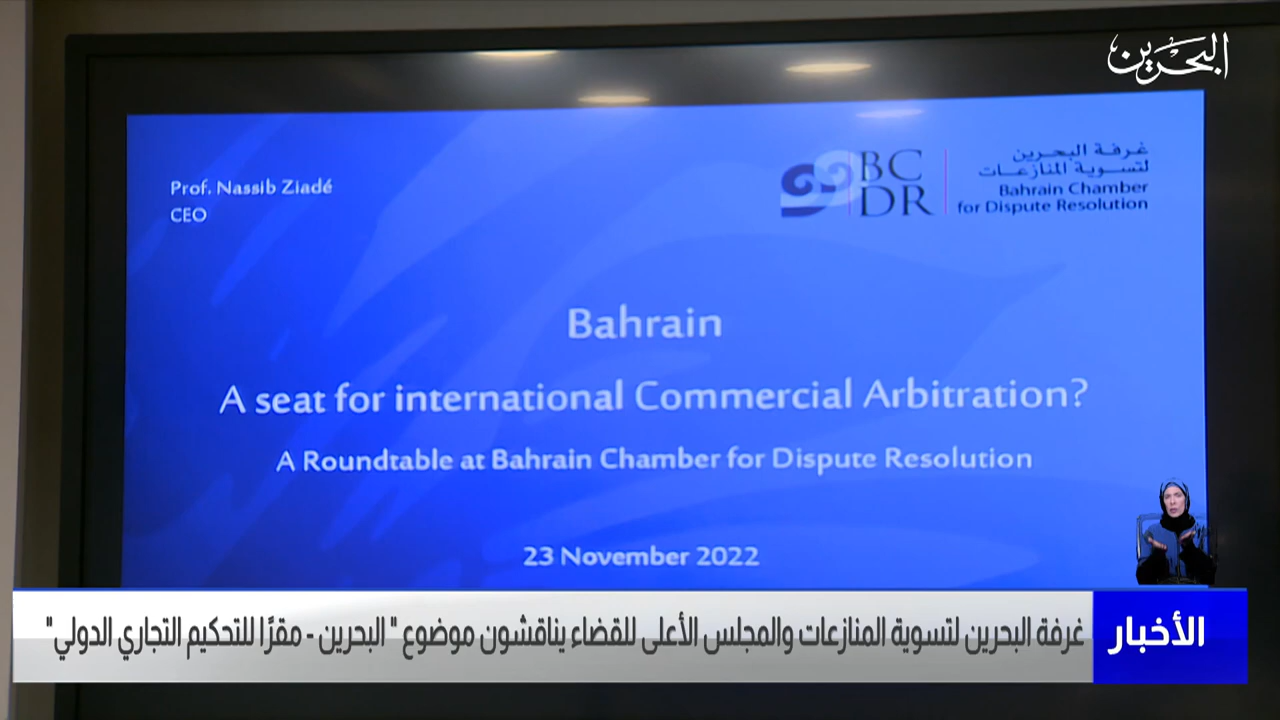 البحرين
Prof. Nassib Ziadé
CEO
BC
DR
غرفة البحرين
لتسوية المنازعات
Bahrain Chamber
for Dispute Resolution
Bahrain
A seat for international Commercial Arbitration?
A Roundtable at Bahrain Chamber for Dispute Resolution
23 November 2022
الأخبار
غرفة البحرين لتسوية المنازعات والمجلس الأعلى للقضاء يناقشون موضوع " البحرين - مقرًا للتحكيم التجاري الدولي"